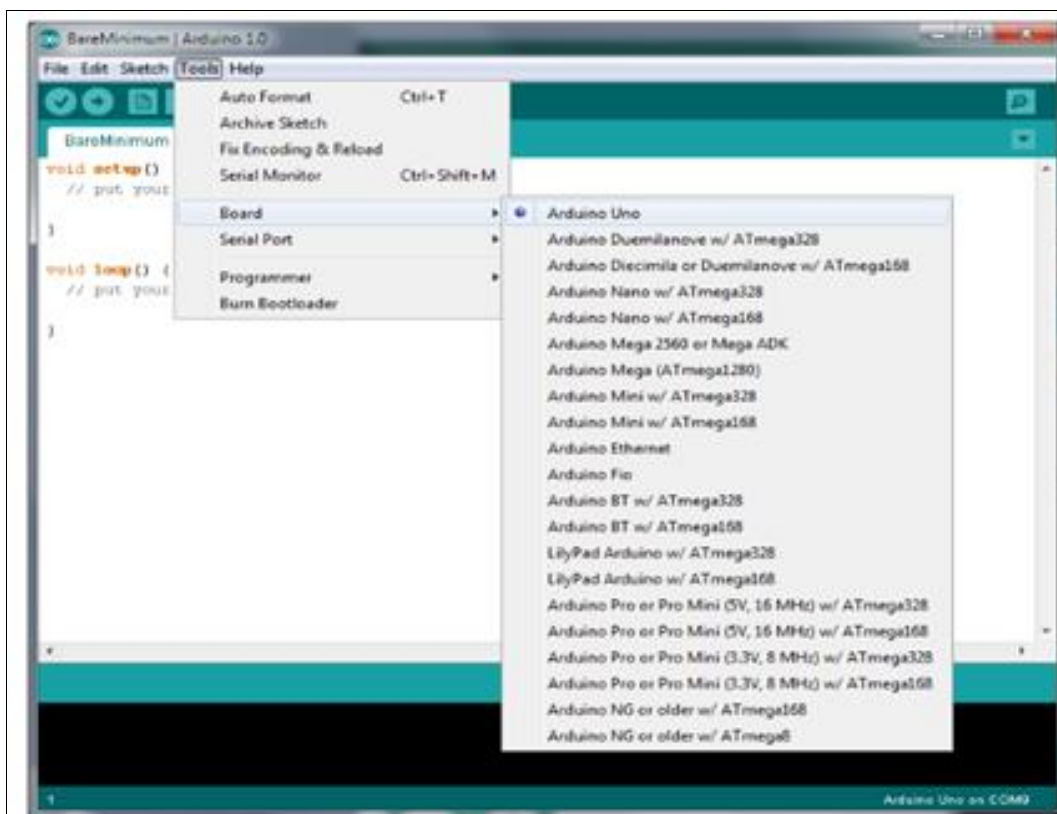 BareMinimum | Arduino 1.0
File Edit Sketch Tools Help
BareMinimum
void setup()
// put your
}
void loop() {
// put your
}
Auto Format Ctrl+T
Archive Sketch
Fix Encoding & Reload
Serial Monitor Ctrl+Shift+M
Board
Serial Port
Programmer
Burn Bootloader
Arduino Uno
Arduino Duemilanove w/ ATmega328
Arduino Diecimila or Duemilanove w/ ATmega168
Arduino Nano w/ ATmega328
Arduino Nano w/ ATmega168
Arduino Mega 2560 or Mega ADK
Arduino Mega (ATmega1280)
Arduino Mini w/ ATmega328
Arduino Mini w/ ATmega168
Arduino Ethernet
Arduino Fio
Arduino BT w/ ATmega328
Arduino BT w/ ATmega168
LilyPad Arduino w/ ATmega328
LilyPad Arduino w/ ATmega168
Arduino Pro or Pro Mini (5V, 16 MHz) w/ ATmega328
Arduino Pro or Pro Mini (5V, 16 MHz) w/ ATmega168
Arduino Pro or Pro Mini (3.3V, 8 MHz) w/ ATmega328
Arduino Pro or Pro Mini (3.3V, 8 MHz) w/ ATmega168
Arduino NG or older w/ ATmega168
Arduino NG or older w/ ATmega8
1
Arduino Uno on COM9